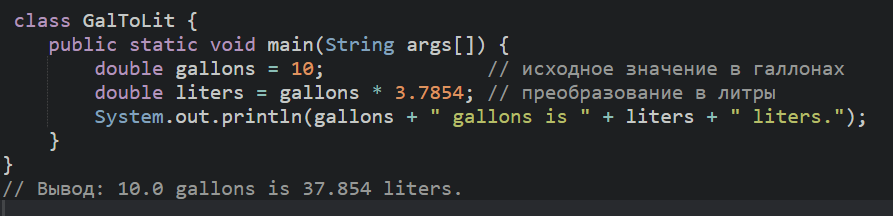 class GalToLit {
    public static void main(String args[]) {
        double gallons = 10;              // исходное значение в галлонах
        double liters = gallons * 3.7854; // преобразование в литры
        System.out.println(gallons + " gallons is " + liters + " liters.");
    }
}
// Вывод: 10.0 gallons is 37.854 liters.